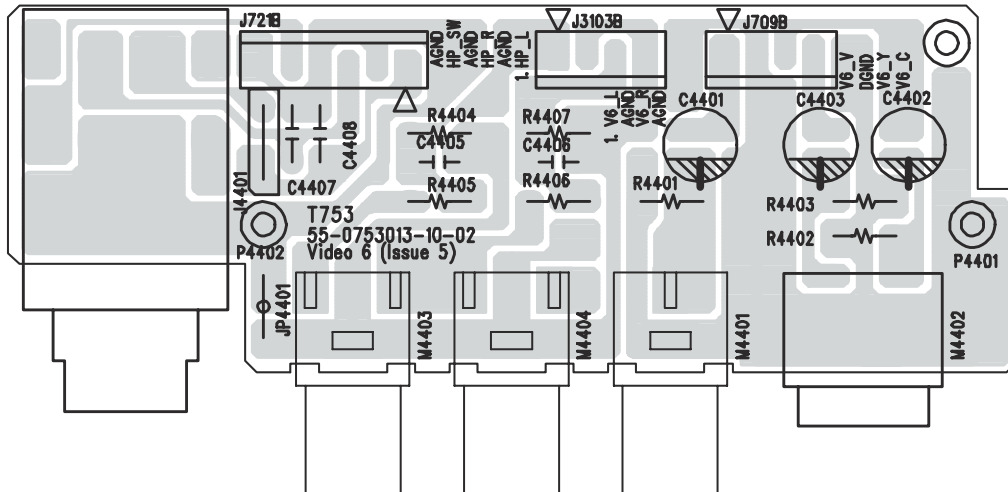 J721B
AGND
HP_SW
AGND
HP_R
AGND
1. HP_L
J3103B
J709B
V6_V
DGND
V6_Y
V6_C
1. V6_L
AGND
V6_R
AGND
C4401
C4403
C4402
R4404
R4407
C4408
C4405
C4406
C4407
J4401
R4405
R4406
R4401
R4403
R4402
T753
55-0753013-10-02
Video 6 (Issue 5)
P4402
P4401
JP4401
M4403
M4404
M4401
M4402